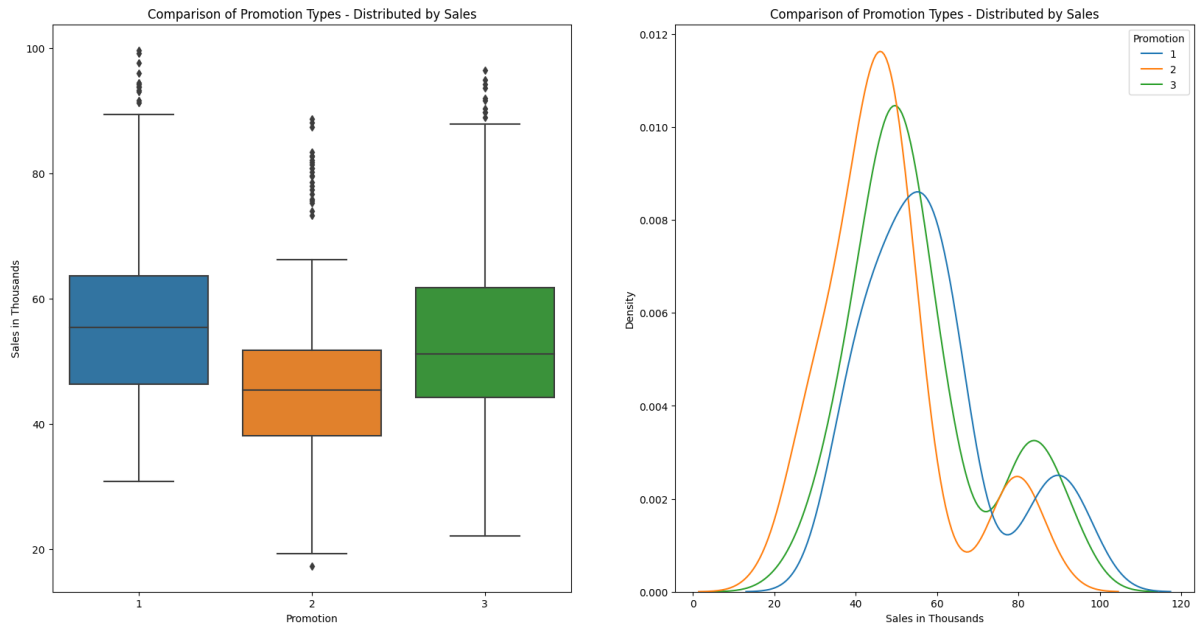 Comparison of Promotion Types - Distributed by Sales
100
80
60
40
20
Sales in Thousands
1 2 3
Promotion
Comparison of Promotion Types - Distributed by Sales
0.012
0.010
0.008
0.006
0.004
0.002
0.000
Density
Promotion
1
2
3
0 20 40 60 80 100 120
Sales in Thousands